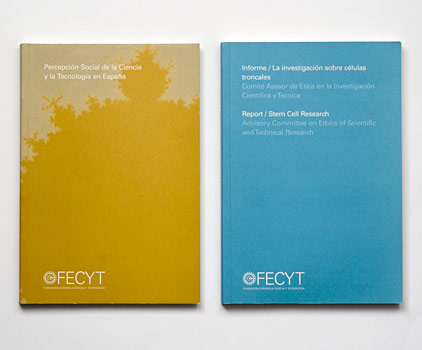 Percepción Social de la Ciencia
y la Tecnología en España
FECYT
FUNDACIÓN ESPAÑOLA CIENCIA Y TECNOLOGÍA
Informe / La investigación sobre células
troncales
Comité Asesor de Ética en la Investigación
Científica y Técnica
Report / Stem Cell Research
Advisory Committee on Ethics of Scientific
and Technical Research
FECYT
FUNDACIÓN ESPAÑOLA CIENCIA Y TECNOLOGÍA